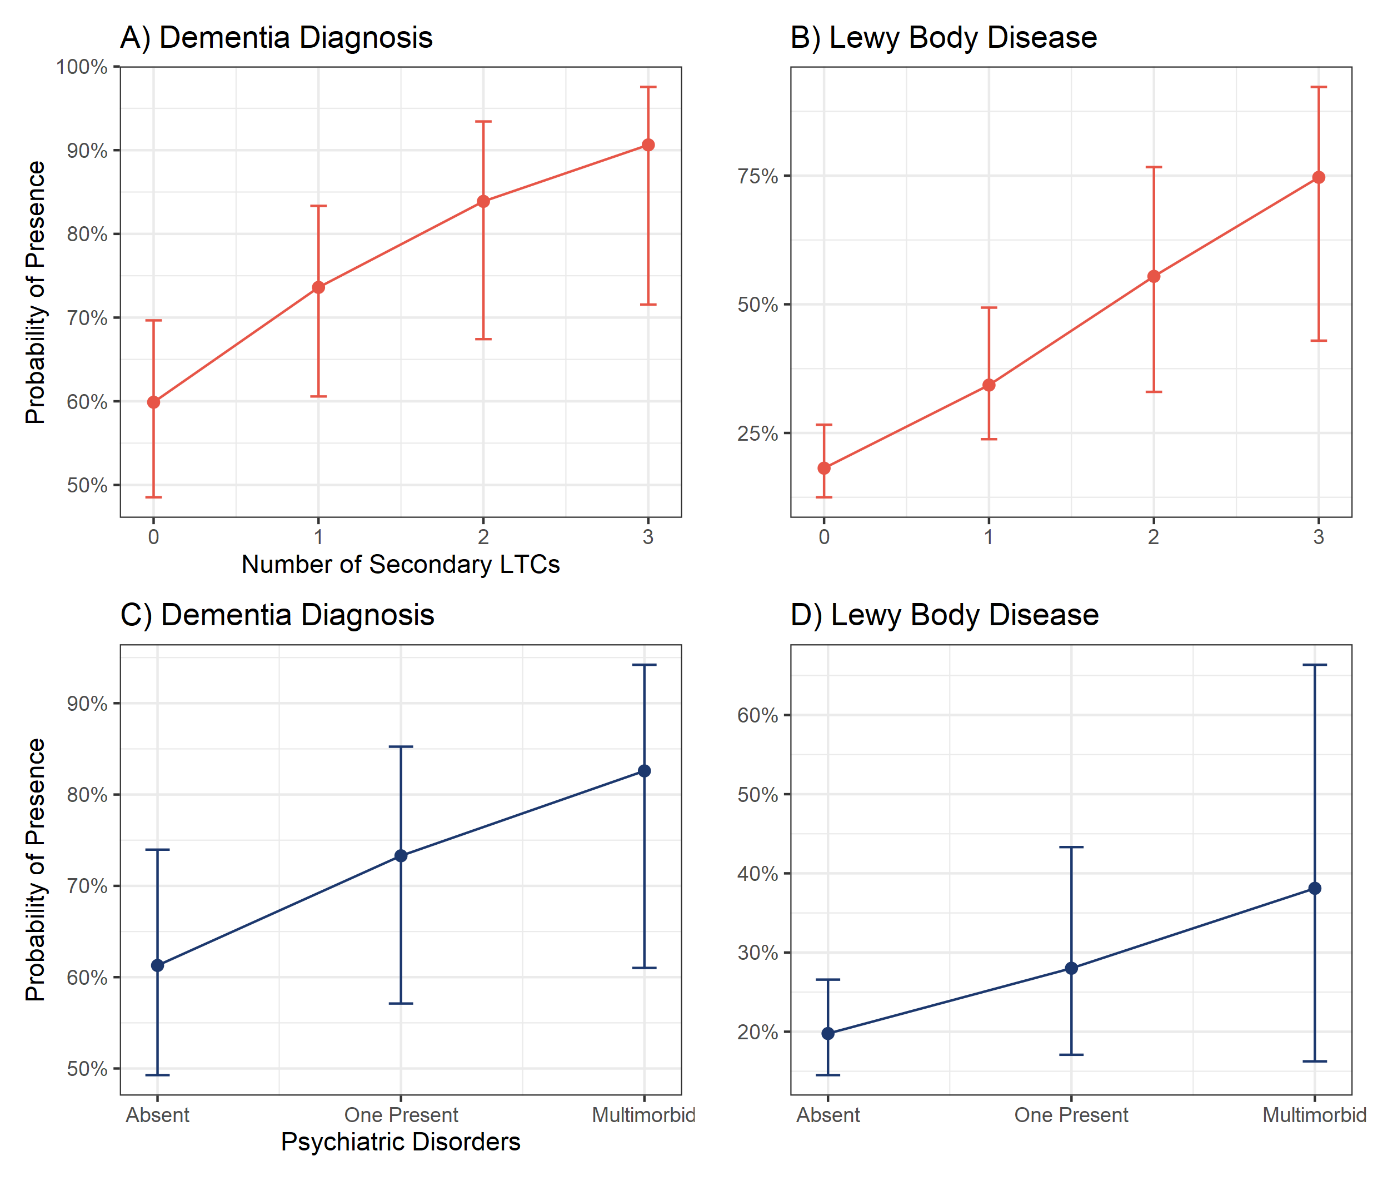 A) Dementia Diagnosis
Probability of Presence
100%
90%
80%
70%
60%
50%
0 1 2 3
Number of Secondary LTCs
B) Lewy Body Disease
75%
50%
25%
0 1 2 3
C) Dementia Diagnosis
Probability of Presence
90%
80%
70%
60%
50%
Absent One Present Multimorbid
Psychiatric Disorders
D) Lewy Body Disease
60%
50%
40%
30%
20%
Absent One Present Multimorbid